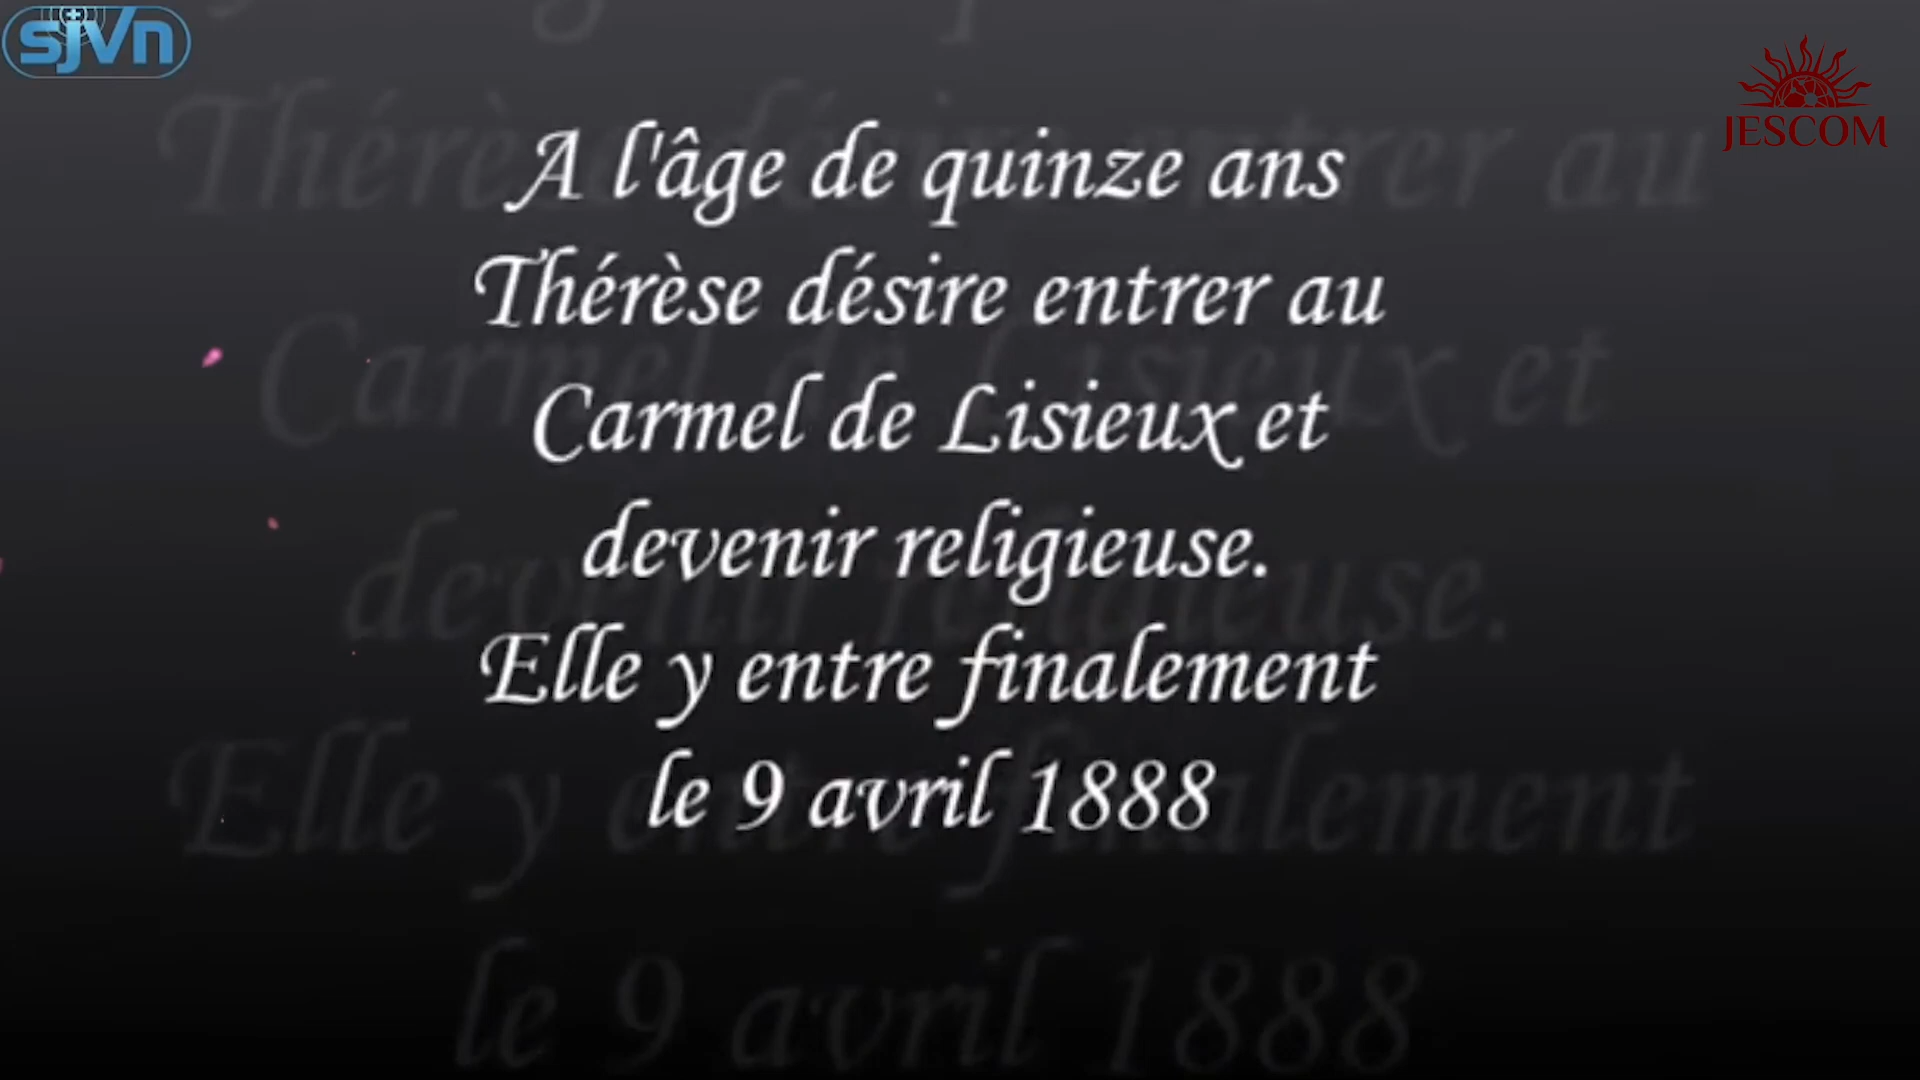 sjvn
JESCOM
A l'âge de quinze ans
Thérèse désire entrer au
Carmel de Lisieux et
devenir religieuse.
Elle y entre finalement
le 9 avril 1888